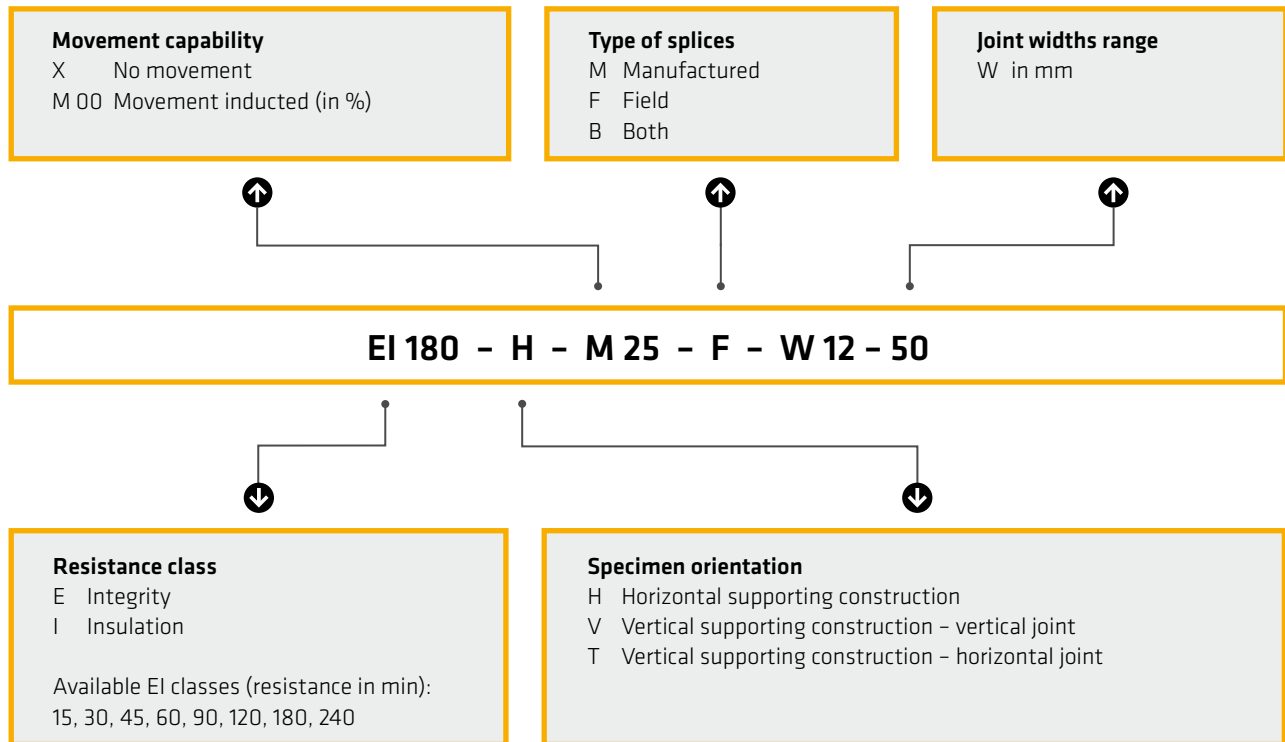 Movement capability
X No movement
M 00 Movement inducted (in %)
Type of splices
M Manufactured
F Field
B Both
Joint widths range
W in mm
EI 180 – H – M 25 – F – W 12 – 50
Resistance class
E Integrity
I Insulation
Available EI classes (resistance in min):
15, 30, 45, 60, 90, 120, 180, 240
Specimen orientation
H Horizontal supporting construction
V Vertical supporting construction – vertical joint
T Vertical supporting construction – horizontal joint